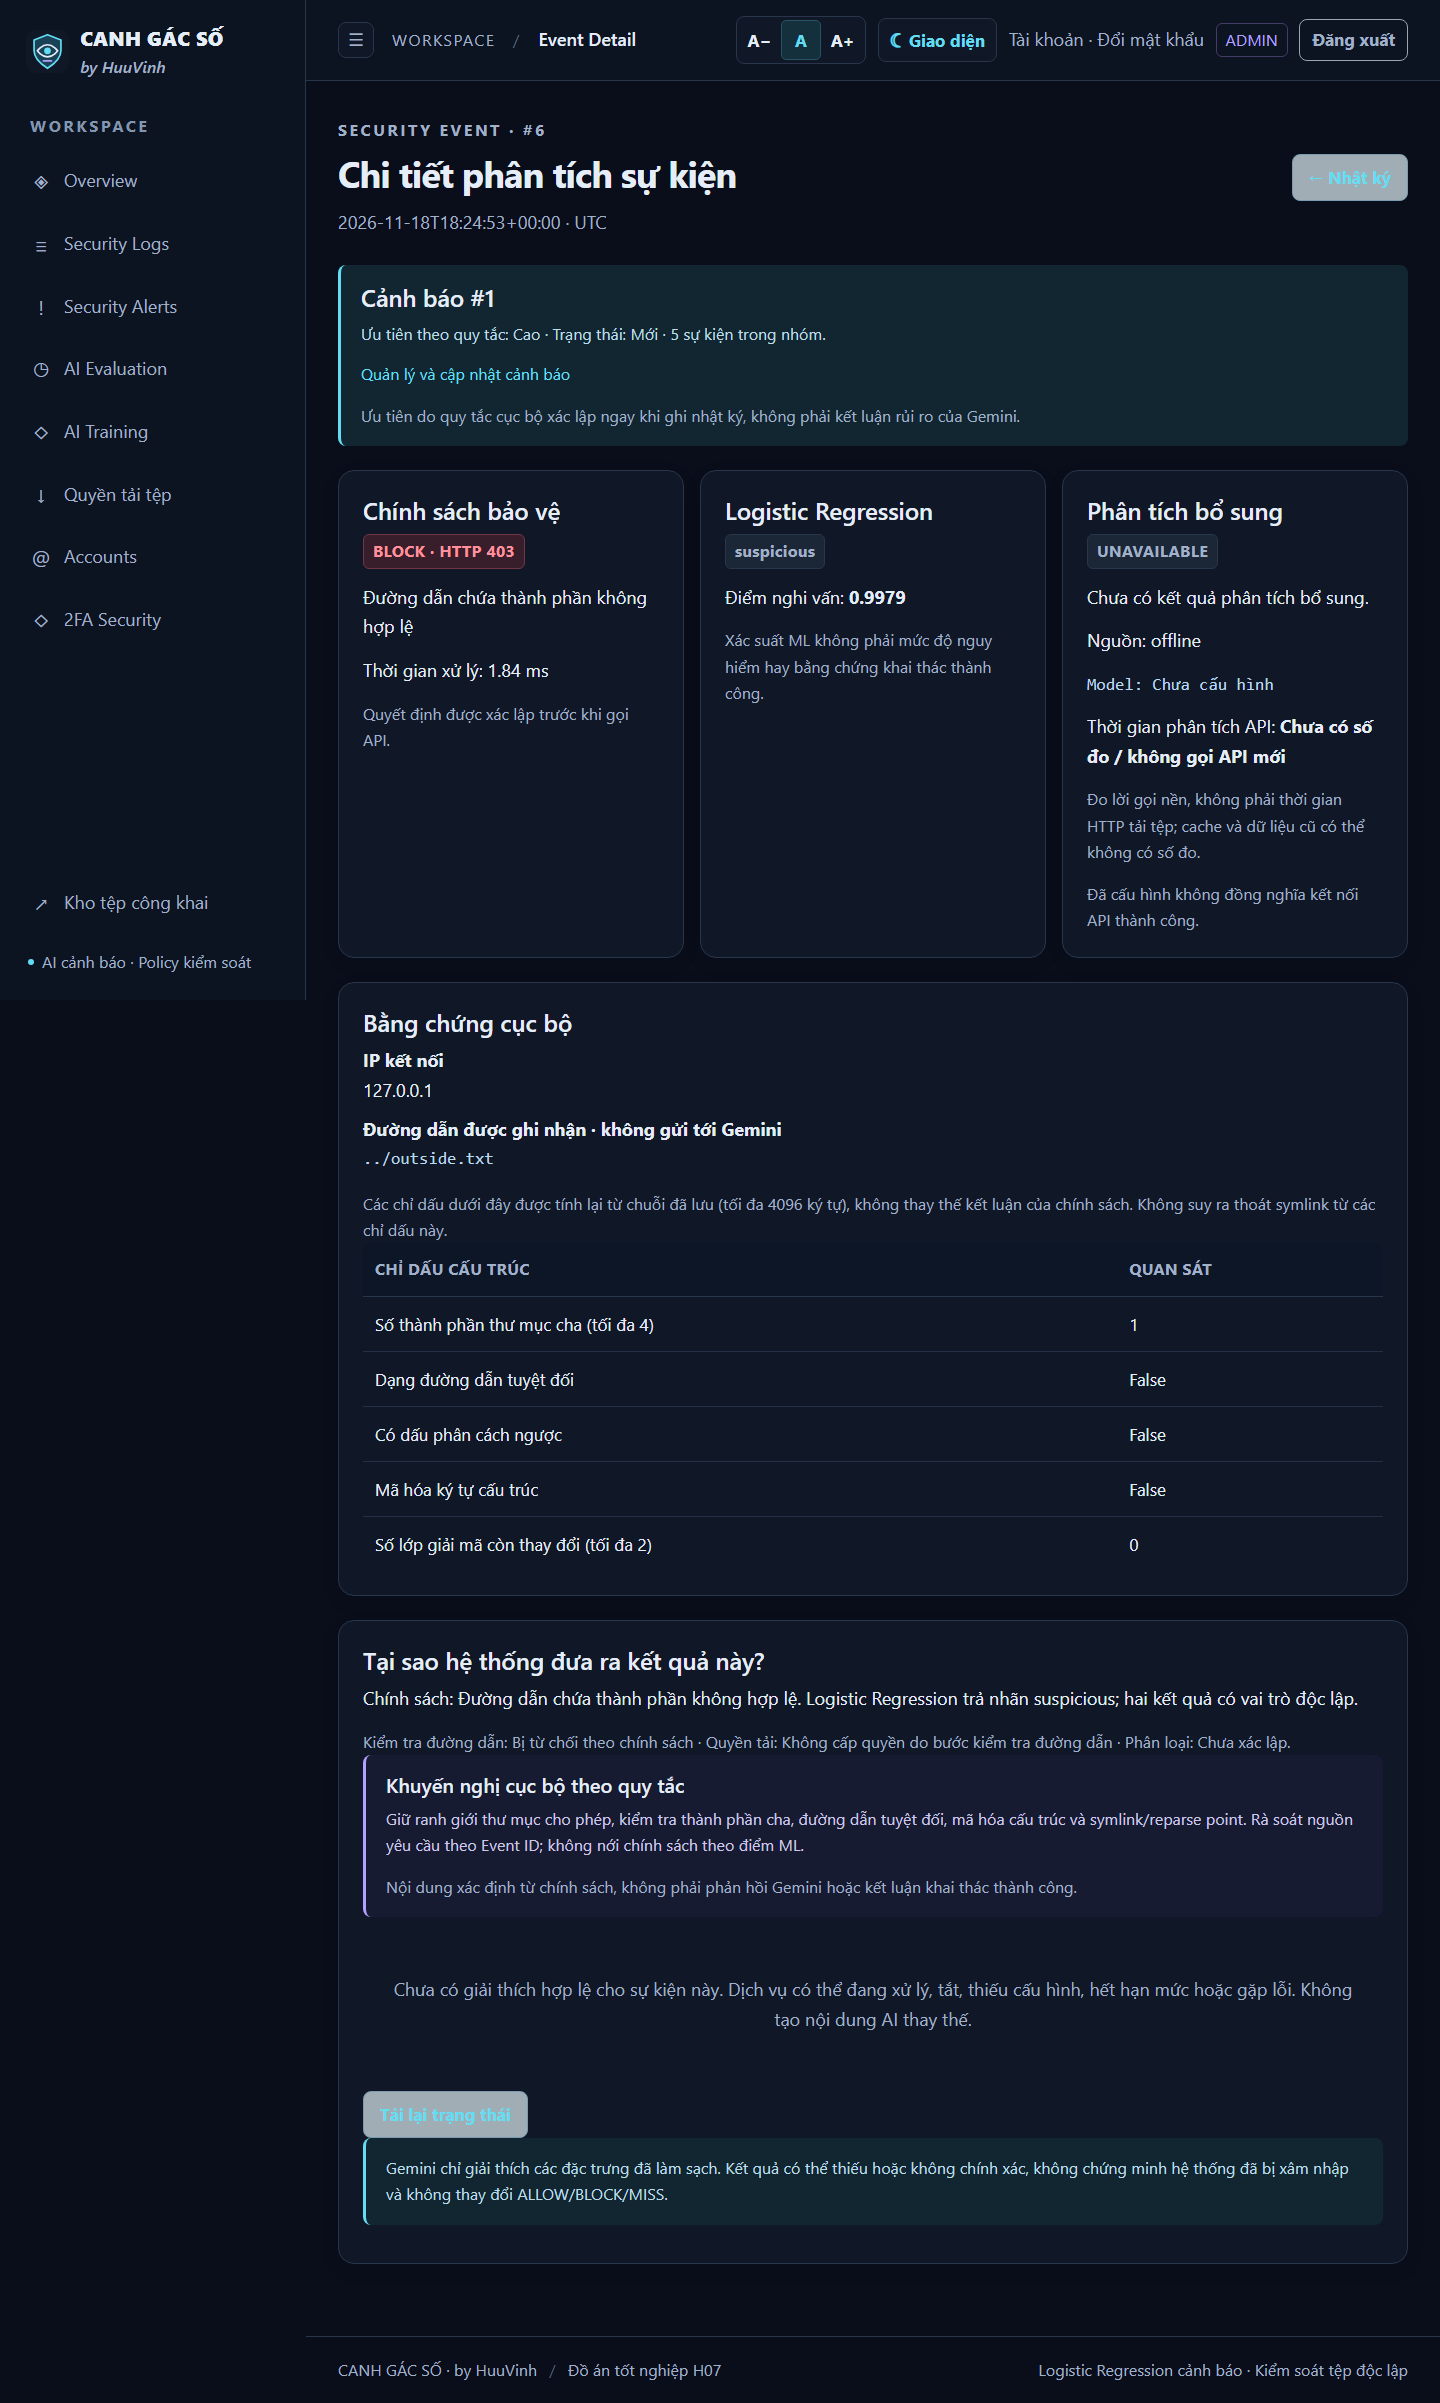 CANH GÁC SỐ
by HuuVinh
WORKSPACE
Overview
Security Logs
Security Alerts
AI Evaluation
AI Training
Quyền tải tệp
@ Accounts
2FA Security
Kho tệp công khai
AI cảnh báo · Policy kiểm soát
WORKSPACE / Event Detail
A− A A+
Giao diện
Tài khoản · Đổi mật khẩu
ADMIN
Đăng xuất
SECURITY EVENT · #6
Chi tiết phân tích sự kiện
← Nhật ký
2026-11-18T18:24:53+00:00 · UTC
Cảnh báo #1
Ưu tiên theo quy tắc: Cao · Trạng thái: Mới · 5 sự kiện trong nhóm.
Quản lý và cập nhật cảnh báo
Ưu tiên do quy tắc cục bộ xác lập ngay khi ghi nhật ký, không phải kết luận rủi ro của Gemini.
Chính sách bảo vệ
BLOCK · HTTP 403
Đường dẫn chứa thành phần không
hợp lệ
Thời gian xử lý: 1.84 ms
Quyết định được xác lập trước khi gọi
API.
Logistic Regression
suspicious
Điểm nghi vấn: 0.9979
Xác suất ML không phải mức độ nguy
hiểm hay bằng chứng khai thác thành
công.
Phân tích bổ sung
UNAVAILABLE
Chưa có kết quả phân tích bổ sung.
Nguồn: offline
Model: Chưa cấu hình
Thời gian phân tích API: Chưa có số
đo / không gọi API mới
Đo lời gọi nền, không phải thời gian
HTTP tải tệp; cache và dữ liệu cũ có thể
không có số đo.
Đã cấu hình không đồng nghĩa kết nối
API thành công.
Bằng chứng cục bộ
IP kết nối
127.0.0.1
Đường dẫn được ghi nhận · không gửi tới Gemini
../outside.txt
Các chỉ dấu dưới đây được tính lại từ chuỗi đã lưu (tối đa 4096 ký tự), không thay thế kết luận của chính sách. Không suy ra thoát symlink từ các
chỉ dấu này.
CHỈ DẤU CẤU TRÚC QUAN SÁT
Số thành phần thư mục cha (tối đa 4) 1
Dạng đường dẫn tuyệt đối False
Có dấu phân cách ngược False
Mã hóa ký tự cấu trúc False
Số lớp giải mã còn thay đổi (tối đa 2) 0
Tại sao hệ thống đưa ra kết quả này?
Chính sách: Đường dẫn chứa thành phần không hợp lệ. Logistic Regression trả nhãn suspicious; hai kết quả có vai trò độc lập.
Kiểm tra đường dẫn: Bị từ chối theo chính sách · Quyền tải: Không cấp quyền do bước kiểm tra đường dẫn · Phân loại: Chưa xác lập.
Khuyến nghị cục bộ theo quy tắc
Giữ ranh giới thư mục cho phép, kiểm tra thành phần cha, đường dẫn tuyệt đối, mã hóa cấu trúc và symlink/reparse point. Rà soát nguồn
yêu cầu theo Event ID; không nới chính sách theo điểm ML.
Nội dung xác định từ chính sách, không phải phản hồi Gemini hoặc kết luận khai thác thành công.
Chưa có giải thích hợp lệ cho sự kiện này. Dịch vụ có thể đang xử lý, tắt, thiếu cấu hình, hết hạn mức hoặc gặp lỗi. Không
tạo nội dung AI thay thế.
Tải lại trạng thái
Gemini chỉ giải thích các đặc trưng đã làm sạch. Kết quả có thể thiếu hoặc không chính xác, không chứng minh hệ thống đã bị xâm nhập
và không thay đổi ALLOW/BLOCK/MISS.
CANH GÁC SỐ · by HuuVinh / Đồ án tốt nghiệp H07
Logistic Regression cảnh báo · Kiểm soát tệp độc lập